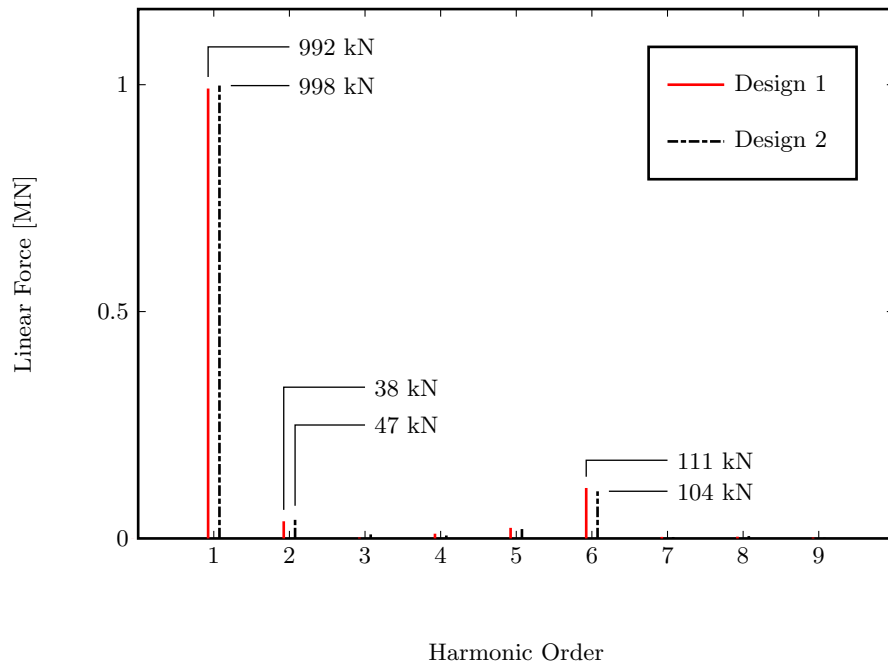 992 kN
998 kN
Design 1
Design 2
1
0.5
0
Linear Force [MN]
38 kN
47 kN
111 kN
104 kN
1 2 3 4 5 6 7 8 9
Harmonic Order